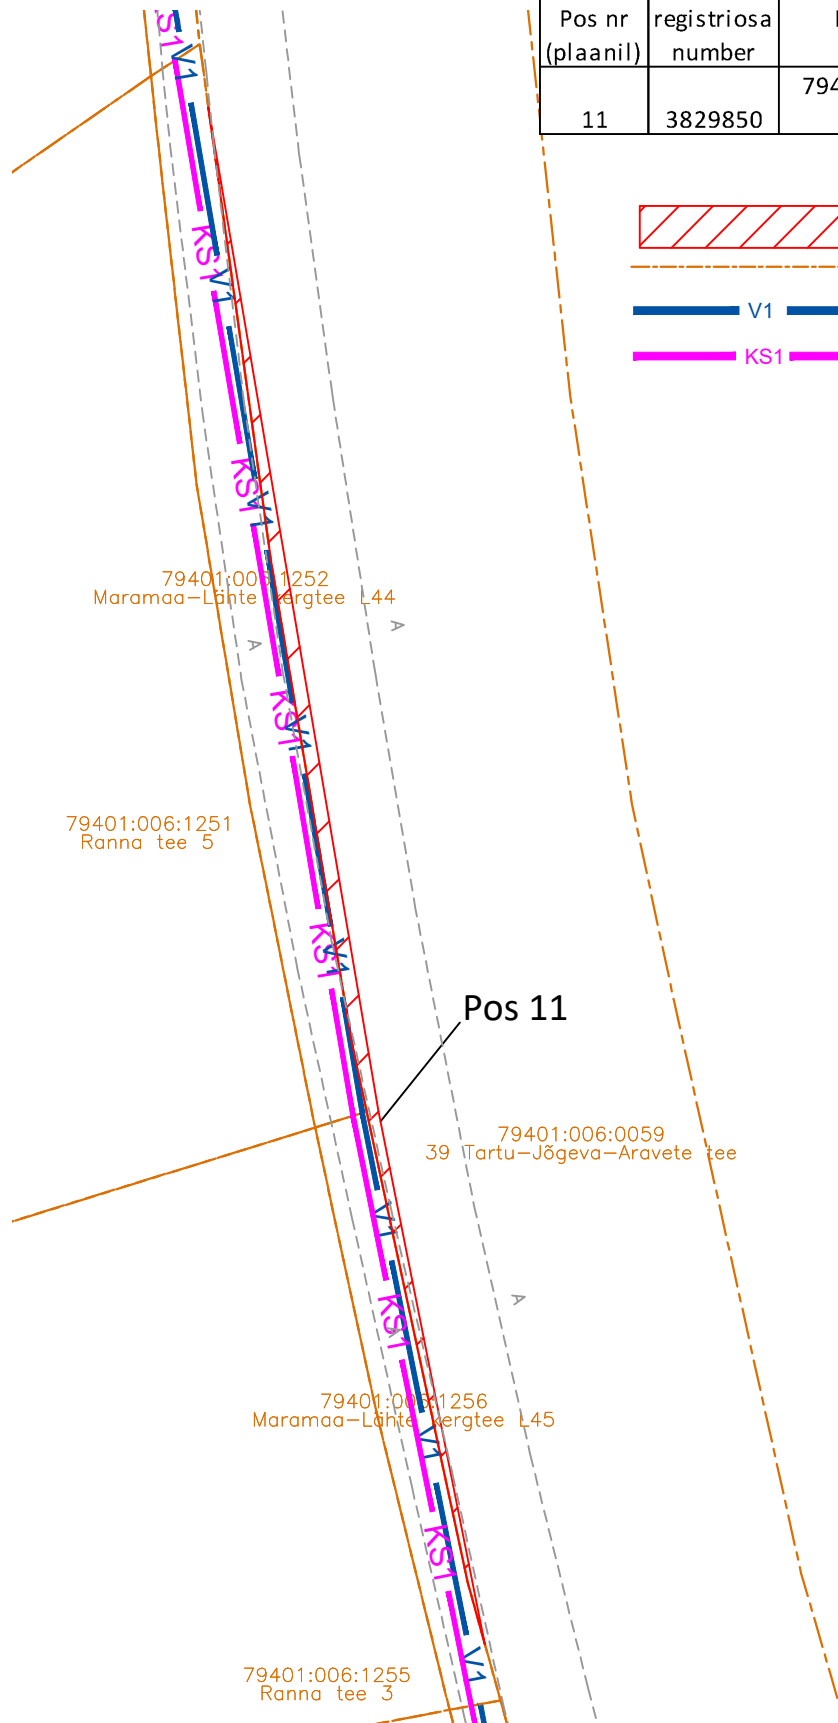 Pos nr
(plaanil)
registriosa
number
794
11
3829850
V1
KS1
S1
V1
KS1
V1
KS1
V1
79401:006:1252
Maramaa-Lähte kergtee L44
A
A
KS1
V1
79401:006:1251
Ranna tee 5
KS1
V1
Pos 11
79401:006:0059
39 Tartu-Jõgeva-Aravete tee
V1
A
KS1
A
79401:006:1256
Maramaa-Lähte kergtee L45
V1
KS1
V1
79401:006:1255
Ranna tee 3